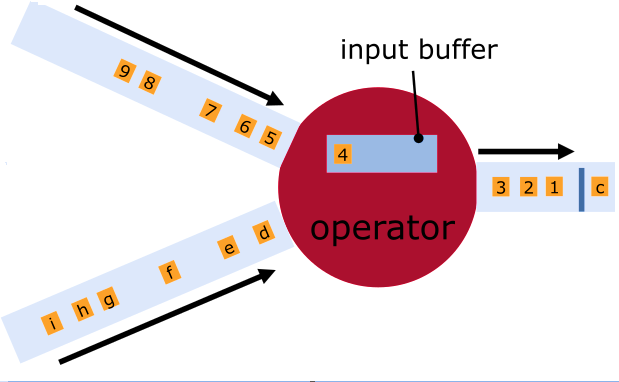 input buffer
9 8 7 6 5
4
3 2 1 c
operator
i h g f e d